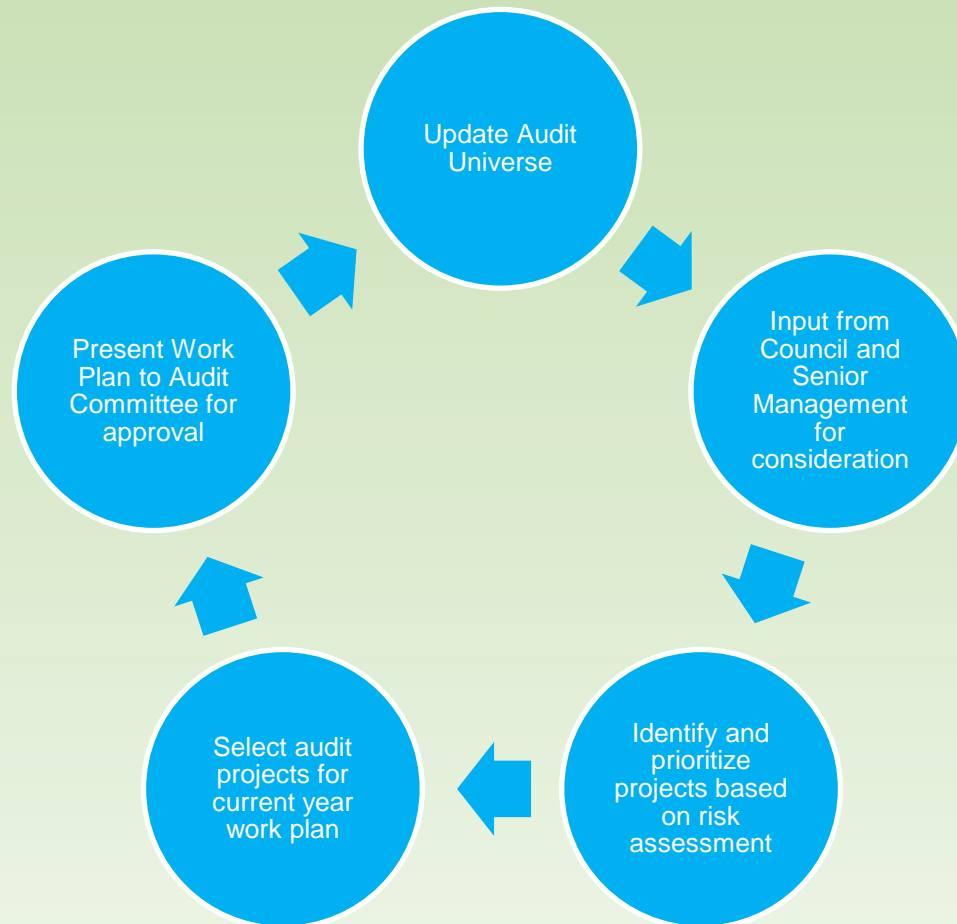 Update Audit
Universe
Input from
Council and
Senior
Management
for
consideration
Identify and
prioritize
projects based
on risk
assessment
Select audit
projects for
current year
work plan
Present Work
Plan to Audit
Committee for
approval